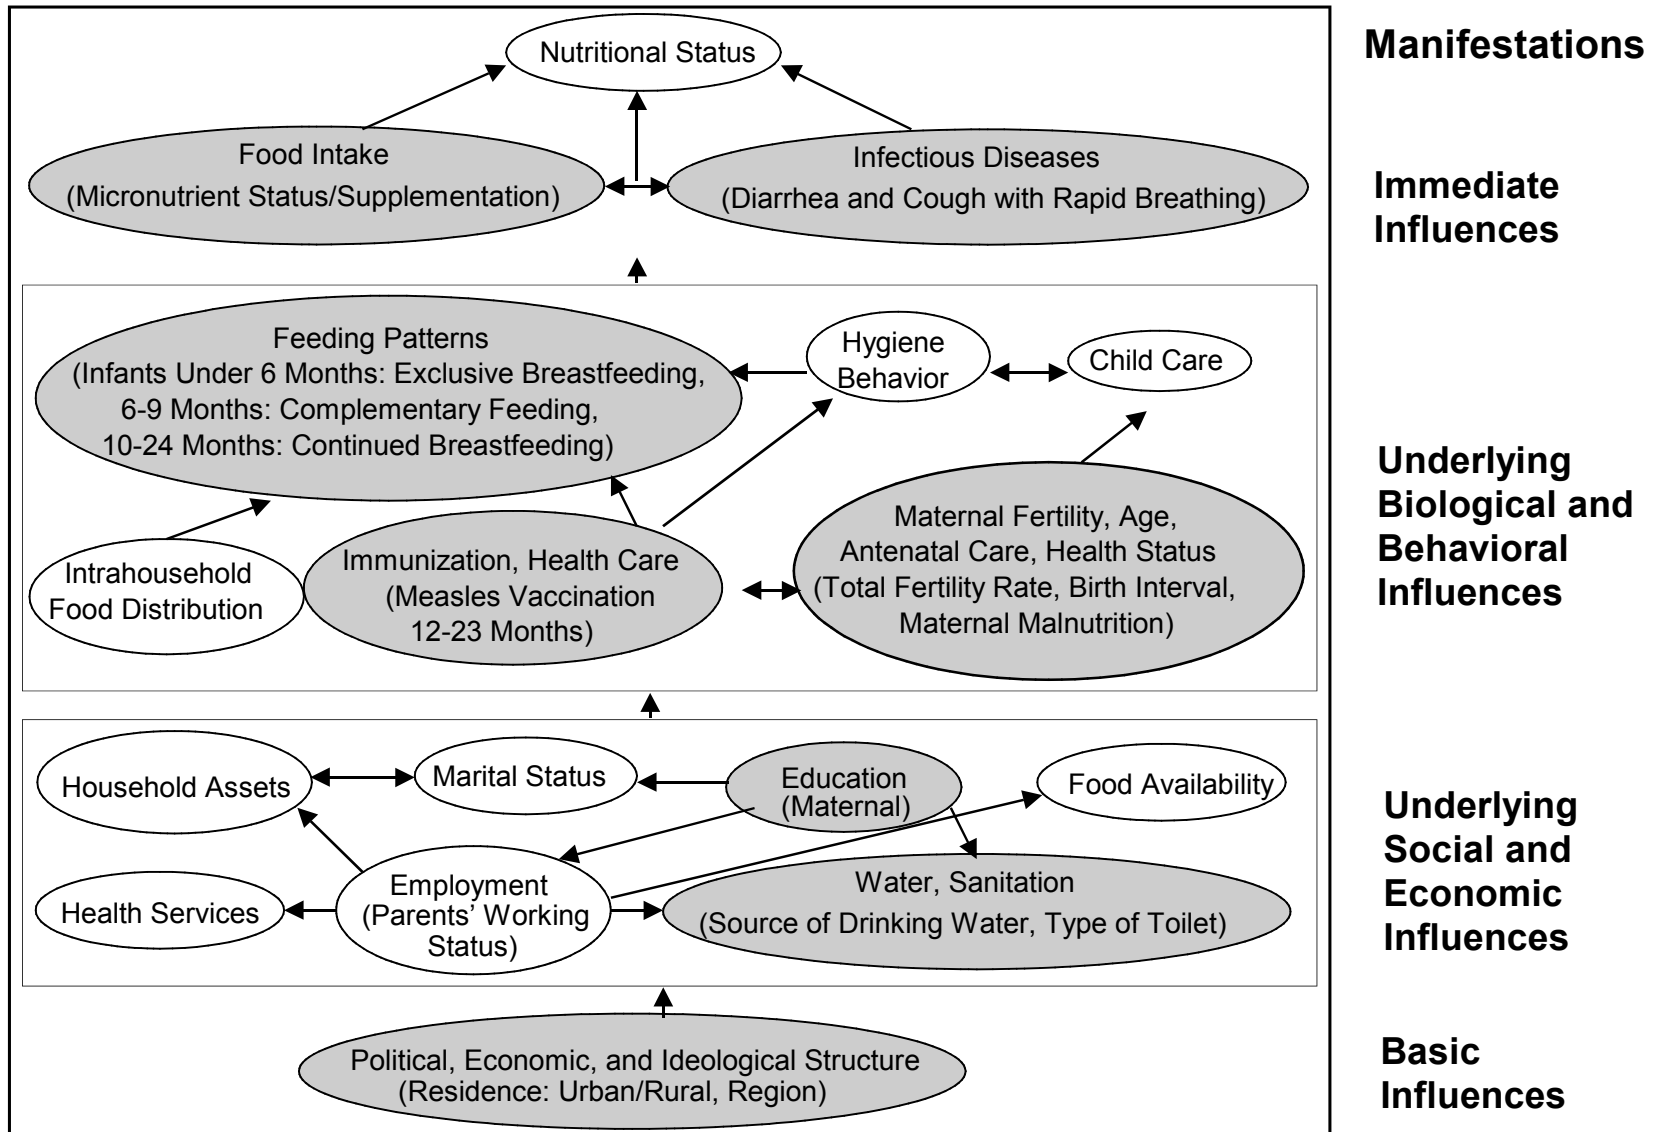 Nutritional Status
Manifestations
Food Intake
(Micronutrient Status/Supplementation)
Infectious Diseases
(Diarrhea and Cough with Rapid Breathing)
Immediate
Influences
Feeding Patterns
(Infants Under 6 Months: Exclusive Breastfeeding,
6-9 Months: Complementary Feeding,
10-24 Months: Continued Breastfeeding)
Hygiene
Behavior
Child Care
Intrahousehold
Food Distribution
Immunization, Health Care
(Measles Vaccination
12-23 Months)
Maternal Fertility, Age,
Antenatal Care, Health Status
(Total Fertility Rate, Birth Interval,
Maternal Malnutrition)
Underlying
Biological and
Behavioral
Influences
Household Assets
Marital Status
Education
(Maternal)
Food Availability
Health Services
Employment
(Parents’ Working
Status)
Water, Sanitation
(Source of Drinking Water, Type of Toilet)
Underlying
Social and
Economic
Influences
Political, Economic, and Ideological Structure
(Residence: Urban/Rural, Region)
Basic
Influences